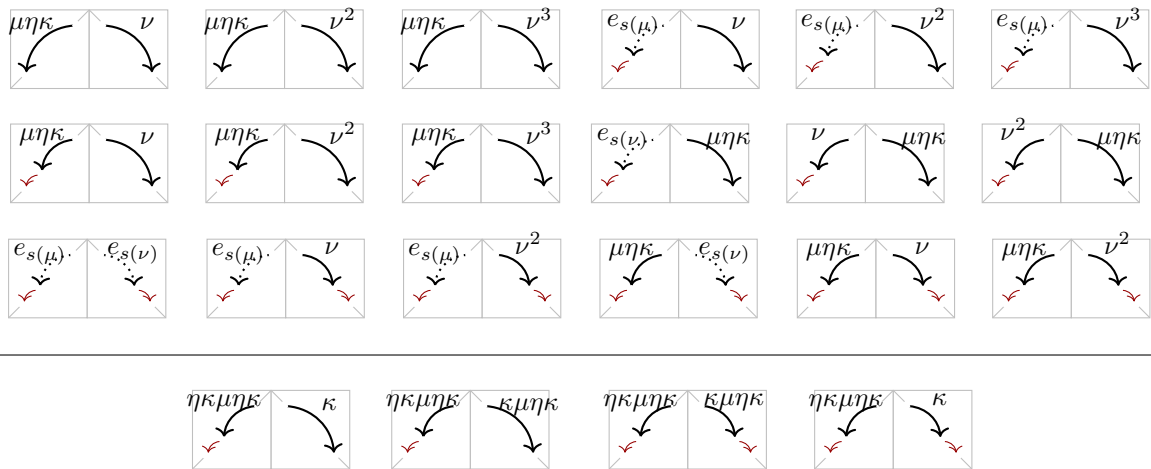 μηκ ν μηκ ν² μηκ ν³ e_{s(μ)} ν e_{s(μ)} ν² e_{s(μ)} ν³
μηκ ν μηκ ν² μηκ ν³ e_{s(ν)} μηκ ν μηκ ν² μηκ
e_{s(μ)} e_{s(ν)} e_{s(μ)} ν e_{s(μ)} ν² μηκ e_{s(ν)} μηκ ν μηκ ν²
ηκμηκ κ ηκμηκ κμηκ ηκμηκ κμηκ ηκμηκ κ